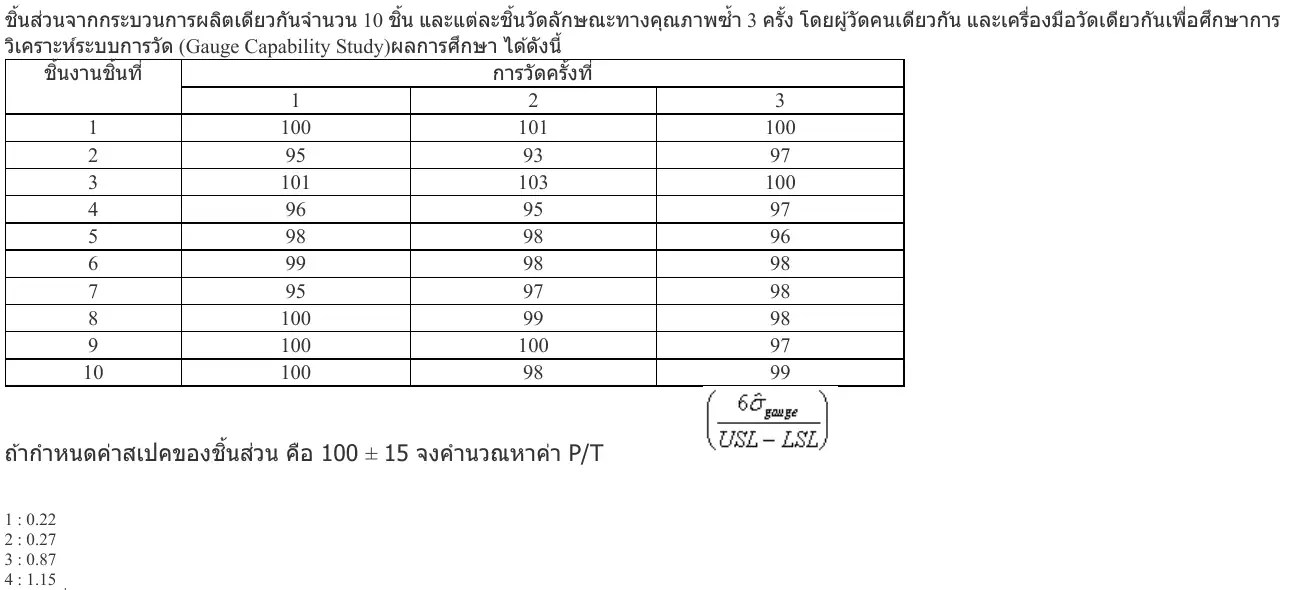 ชิ้นส่วนจากกระบวนการผลิตเดียวกันจำนวน 10 ชิ้น และแต่ละชิ้นวัดลักษณะทางคุณภาพซ้ำ 3 ครั้ง โดยผู้วัดคนเดียวกัน และเครื่องมือวัดเดียวกันเพื่อศึกษาการ
วิเคราะห์ระบบการวัด (Gauge Capability Study)ผลการศึกษา ได้ดังนี้
ชิ้นงานชิ้นที่ การวัดครั้งที่
1 2 3
1 100 101 100
2 95 93 97
3 101 103 100
4 96 95 97
5 98 98 96
6 99 98 98
7 95 97 98
8 100 99 98
9 100 100 97
10 100 98 99
ถ้ากำหนดค่าสเปคของชิ้นส่วน คือ 100 ± 15 จงคำนวณหาค่า P/T (6σ̂gauge / USL – LSL)
1 : 0.22
2 : 0.27
3 : 0.87
4 : 1.15